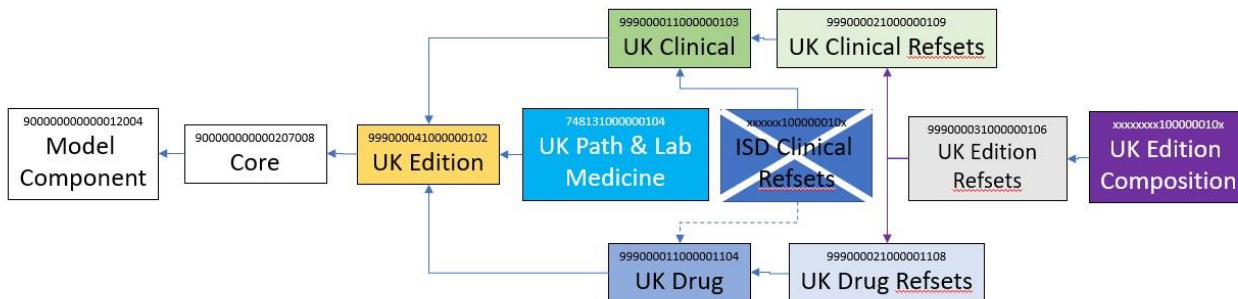 900000000000012004
Model
Component
900000000000207008
Core
999000041000000102
UK Edition
999000011000000103
UK Clinical
748131000000104
UK Path & Lab
Medicine
999000011000001104
UK Drug
999000021000000109
UK Clinical Refsets
xxxxxx100000010x
ISD Clinical
Refsets
999000021000001108
UK Drug Refsets
999000031000000106
UK Edition
Refsets
xxxxxxxx100000010x
UK Edition
Composition